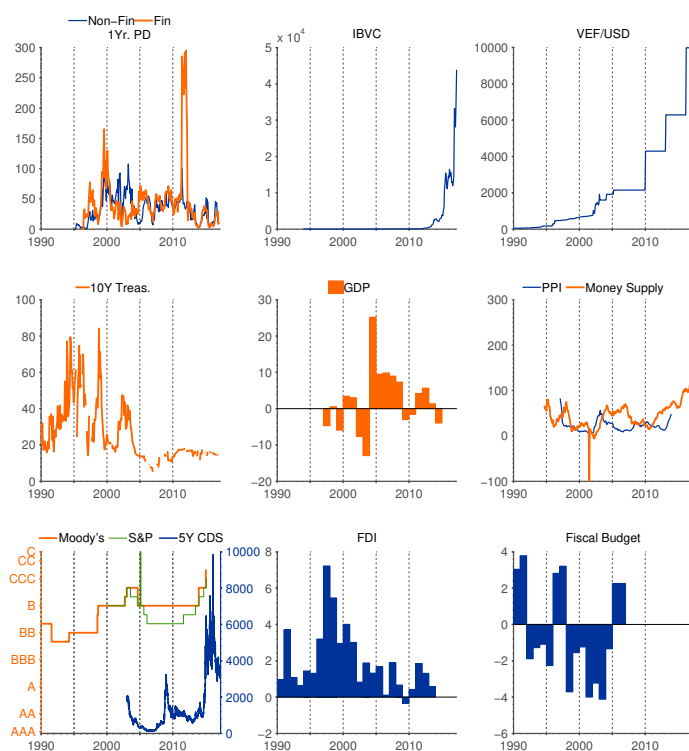 Non-Fin Fin
1Yr. PD
300
250
200
150
100
50
0
1990 2000 2010
x 10^4
IBVC
5
4
3
2
1
0
1990 2000 2010
VEF/USD
10000
8000
6000
4000
2000
0
1990 2000 2010
10Y Treas.
100
80
60
40
20
0
1990 2000 2010
GDP
30
20
10
0
-10
-20
1990 2000 2010
PPI Money Supply
300
200
100
0
-100
1990 2000 2010
Moody's S&P 5Y CDS
C
CC
CCC
B
BB
BBB
A
AA
AAA
10000
8000
6000
4000
2000
0
1990 2000 2010
FDI
8
6
4
2
0
-2
1990 2000 2010
Fiscal Budget
4
2
0
-2
-4
-6
1990 2000 2010